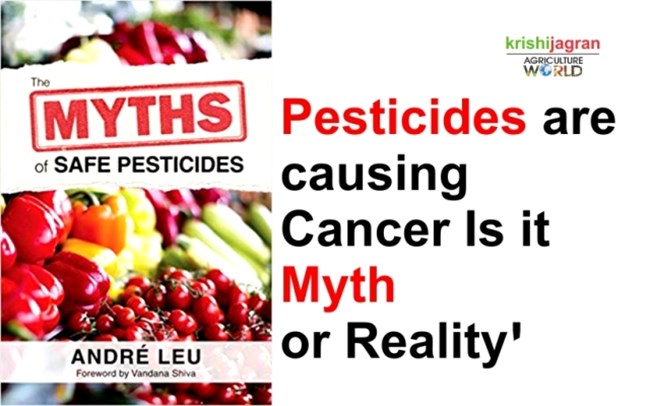 The
MYTHS
of SAFE PESTICIDES
ANDRÉ LEU
Foreword by Vandana Shiva
krishijagran
AGRICULTURE
WORLD
Pesticides are
causing
Cancer Is it
Myth
or Reality'